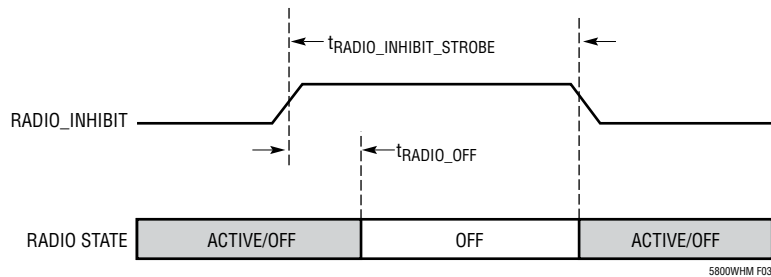 tRADIO_INHIBIT_STROBE
RADIO_INHIBIT
tRADIO_OFF
RADIO STATE ACTIVE/OFF OFF ACTIVE/OFF
5800WHM F03